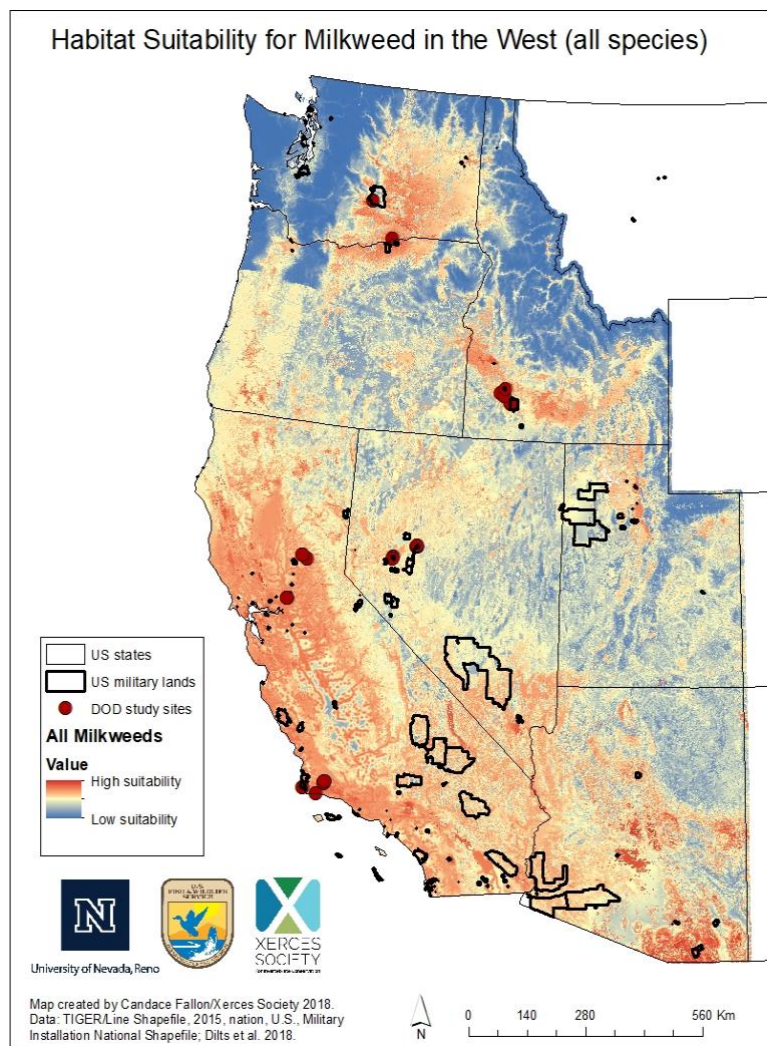 Habitat Suitability for Milkweed in the West (all species)
US states
US military lands
DOD study sites
All Milkweeds
Value
High suitability
Low suitability
N
University of Nevada, Reno
U.S.
FISH & WILDLIFE
SERVICE
XERCES
SOCIETY
Map created by Candace Fallon/Xerces Society 2018.
Data: TIGER/Line Shapefile, 2015, nation, U.S., Military
Installation National Shapefile; Dilts et al. 2018.
N
0 140 280 560 Km